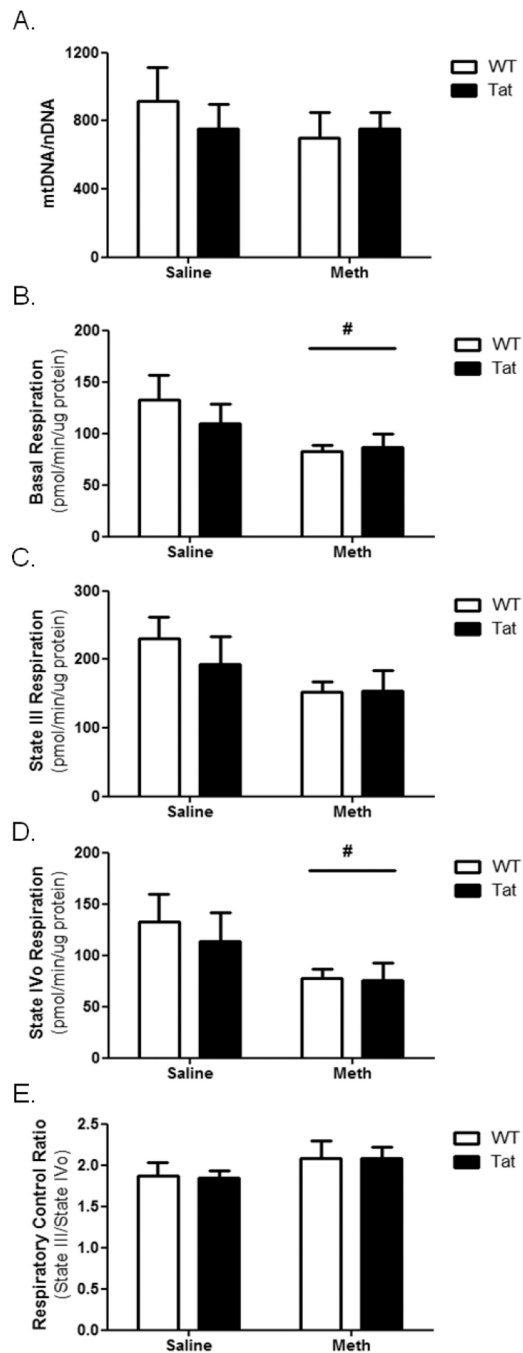 A.
mtDNA/nDNA
1200
800
400
0
Saline
Meth
WT
Tat
B.
Basal Respiration
(pmol/min/ug protein)
200
150
100
50
0
#
Saline
Meth
WT
Tat
C.
State III Respiration
(pmol/min/ug protein)
300
200
100
0
Saline
Meth
WT
Tat
D.
State IVo Respiration
(pmol/min/ug protein)
200
150
100
50
0
#
Saline
Meth
WT
Tat
E.
Respiratory Control Ratio
(State III/State IVo)
2.5
2.0
1.5
1.0
0.5
0.0
Saline
Meth
WT
Tat